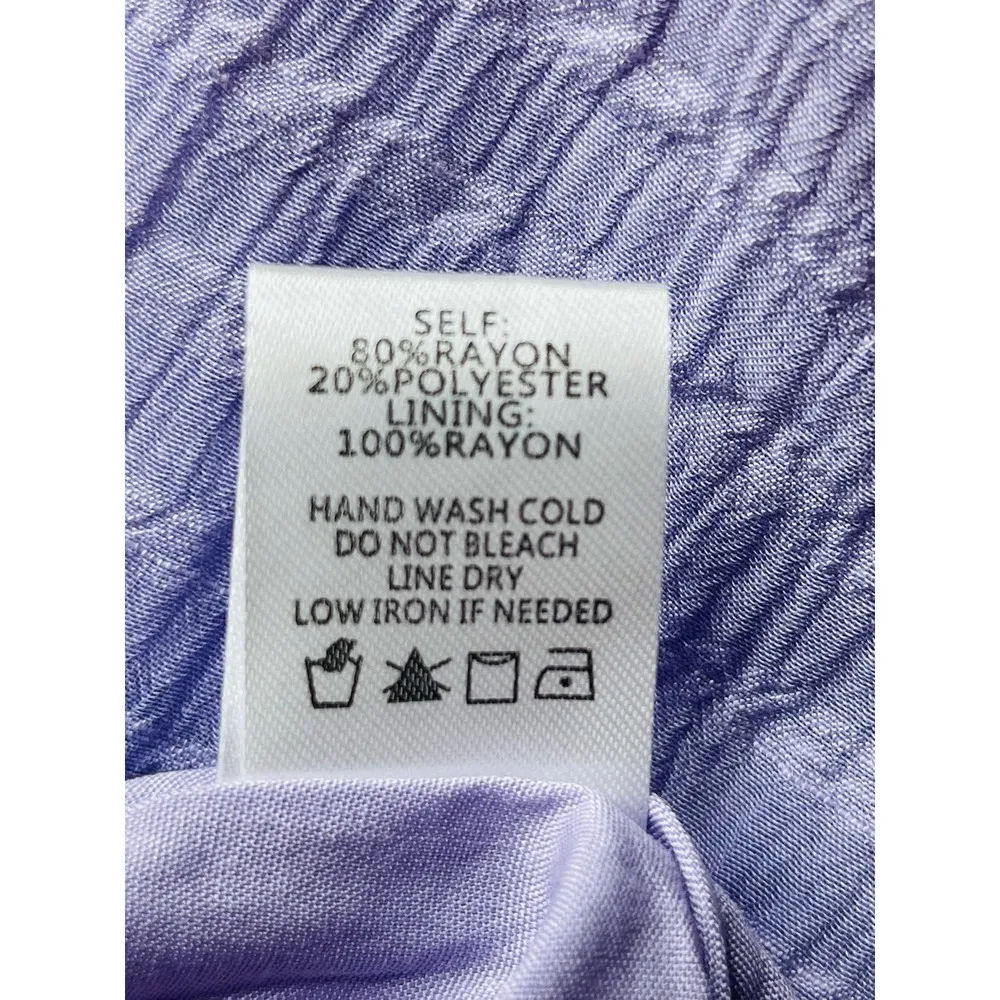 SELF:
80%RAYON
20%POLYESTER
LINING:
100%RAYON
HAND WASH COLD
DO NOT BLEACH
LINE DRY
LOW IRON IF NEEDED